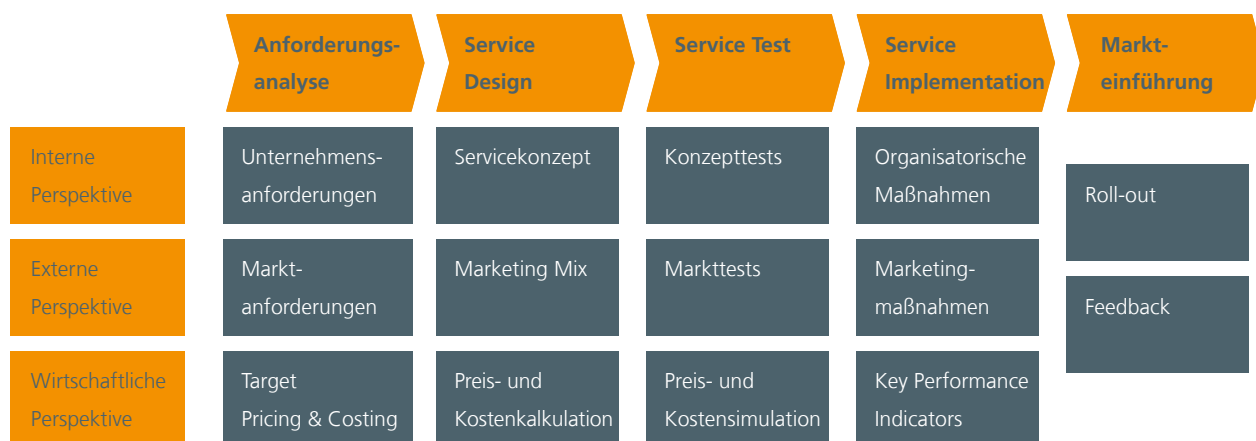 Anforderungs-
analyse
Service
Design
Service Test
Service
Implementation
Markt-
einführung
Interne
Perspektive
Unternehmens-
anforderungen
Servicekonzept
Konzepttests
Organisatorische
Maßnahmen
Roll-out
Externe
Perspektive
Markt-
anforderungen
Marketing Mix
Markttests
Marketing-
maßnahmen
Feedback
Wirtschaftliche
Perspektive
Target
Pricing & Costing
Preis- und
Kostenkalkulation
Preis- und
Kostensimulation
Key Performance
Indicators